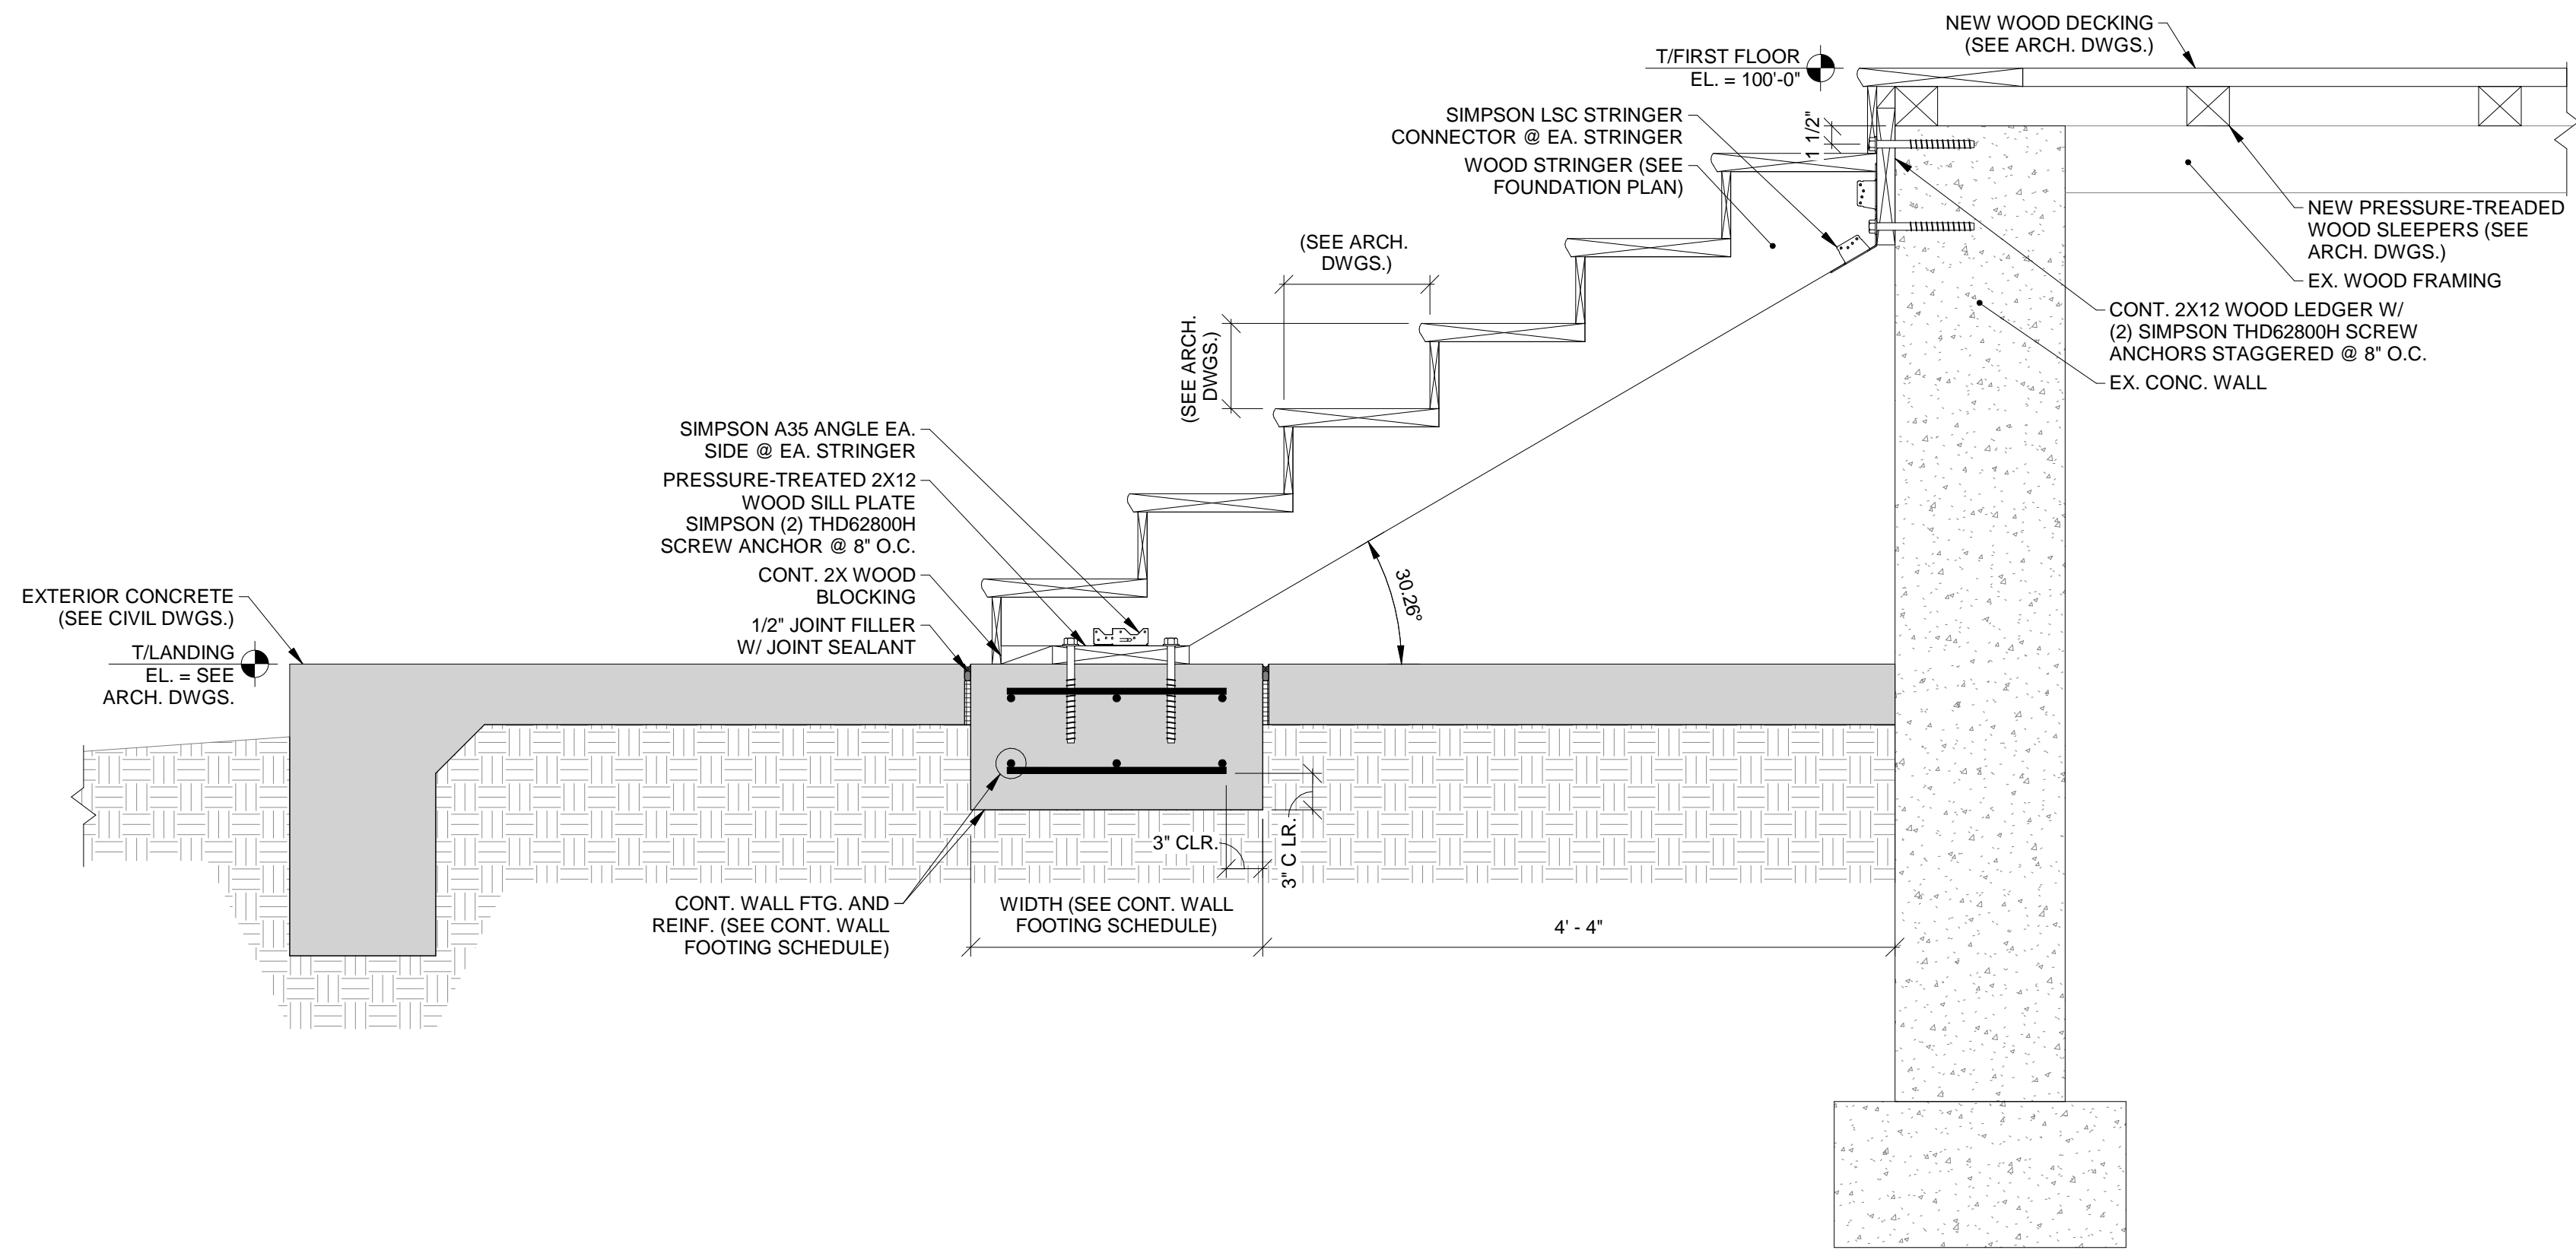 NEW WOOD DECKING
(SEE ARCH. DWGS.)
T/FIRST FLOOR
EL. = 100'-0"
SIMPSON LSC STRINGER
CONNECTOR @ EA. STRINGER
WOOD STRINGER (SEE
FOUNDATION PLAN)
1 1/2"
NEW PRESSURE-TREADED
WOOD SLEEPERS (SEE
ARCH. DWGS.)
EX. WOOD FRAMING
CONT. 2X12 WOOD LEDGER W/
(2) SIMPSON THD62800H SCREW
ANCHORS STAGGERED @ 8" O.C.
EX. CONC. WALL
(SEE ARCH.
DWGS.)
(SEE ARCH.
DWGS.)
SIMPSON A35 ANGLE EA.
SIDE @ EA. STRINGER
PRESSURE-TREATED 2X12
WOOD SILL PLATE
SIMPSON (2) THD62800H
SCREW ANCHOR @ 8" O.C.
CONT. 2X WOOD
BLOCKING
1/2" JOINT FILLER
W/ JOINT SEALANT
30.26°
EXTERIOR CONCRETE
(SEE CIVIL DWGS.)
T/LANDING
EL. = SEE
ARCH. DWGS.
3" CLR.
3" C LR.
CONT. WALL FTG. AND
REINF. (SEE CONT. WALL
FOOTING SCHEDULE)
WIDTH (SEE CONT. WALL
FOOTING SCHEDULE)
4' - 4"